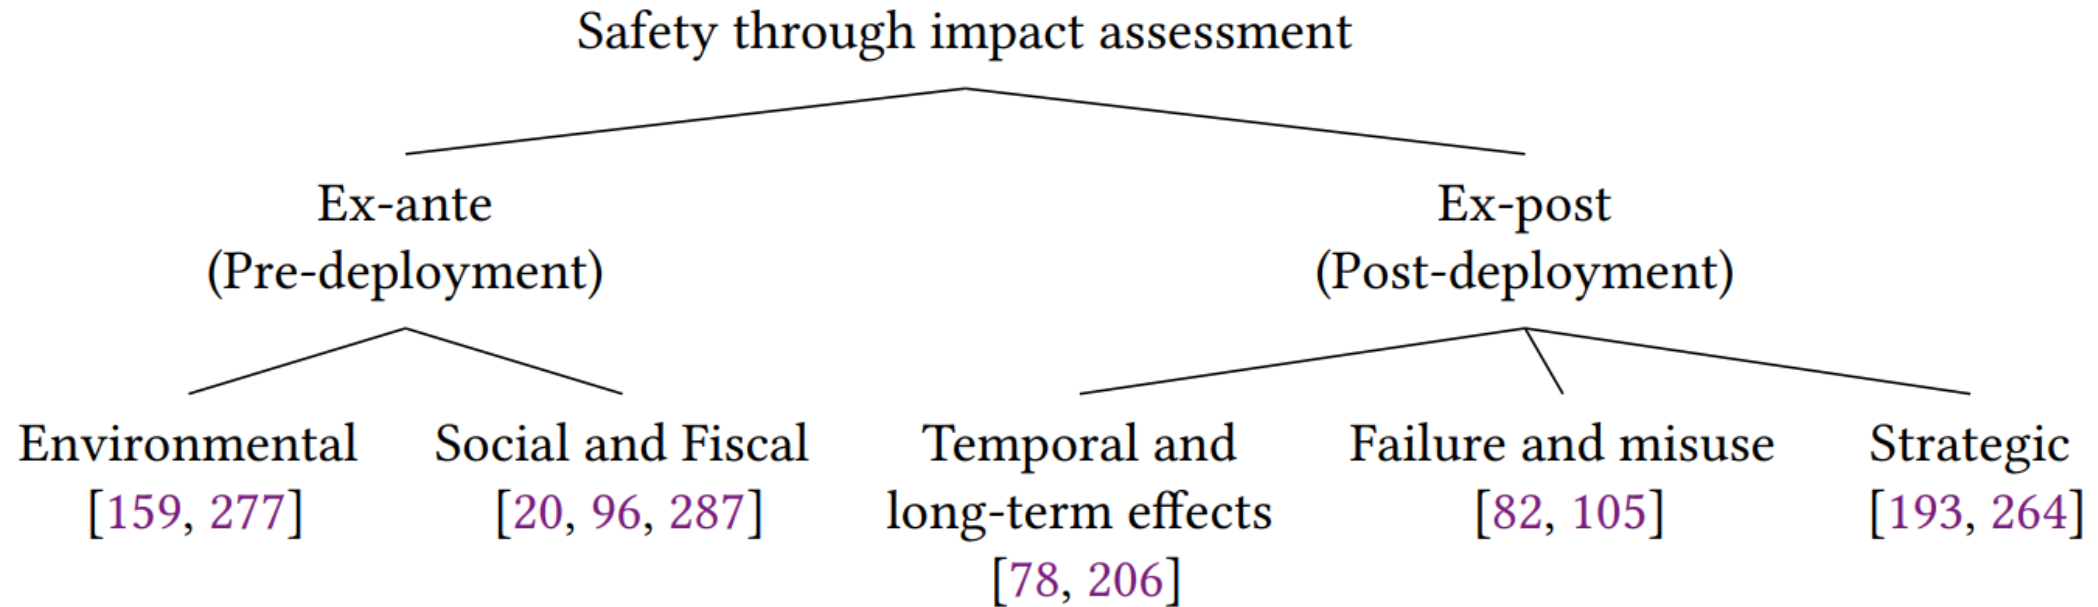 Safety through impact assessment
Ex-ante
(Pre-deployment)
Ex-post
(Post-deployment)
Environmental
[159, 277]
Social and Fiscal
[20, 96, 287]
Temporal and
long-term effects
[78, 206]
Failure and misuse
[82, 105]
Strategic
[193, 264]